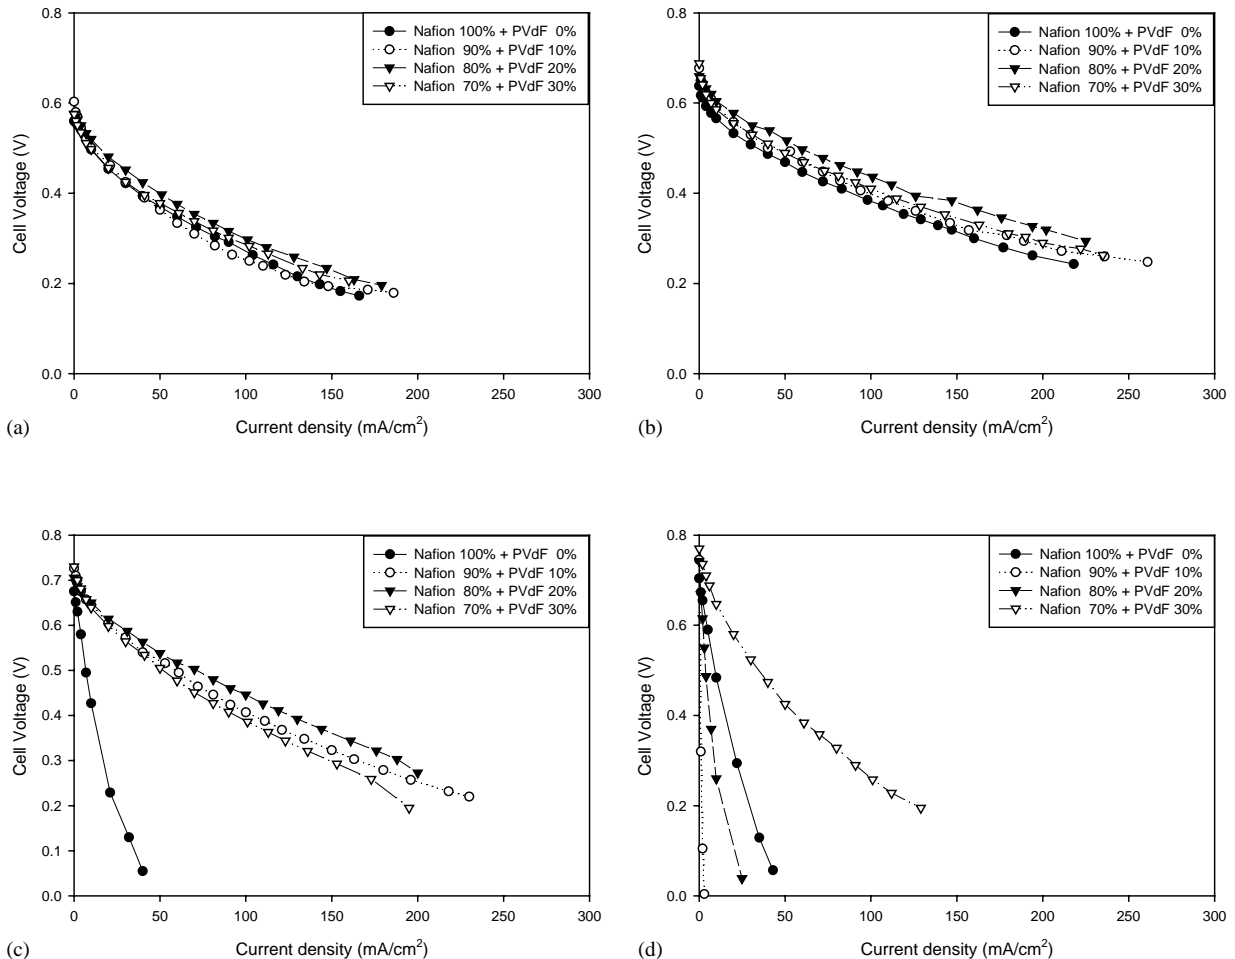 0.8
0.6
0.4
0.2
0.0
Cell Voltage (V)
Nafion 100% + PVdF 0%
Nafion 90% + PVdF 10%
Nafion 80% + PVdF 20%
Nafion 70% + PVdF 30%
0 50 100 150 200 250 300
(a) Current density (mA/cm²)
0.8
0.6
0.4
0.2
0.0
Cell Voltage (V)
Nafion 100% + PVdF 0%
Nafion 90% + PVdF 10%
Nafion 80% + PVdF 20%
Nafion 70% + PVdF 30%
0 50 100 150 200 250 300
(b) Current density (mA/cm²)
0.8
0.7
0.6
0.5
0.4
0.3
0.2
0.1
0.0
Cell Voltage (V)
Nafion 100% + PVdF 0%
Nafion 90% + PVdF 10%
Nafion 80% + PVdF 20%
Nafion 70% + PVdF 30%
0 50 100 150 200 250 300
(c) Current density (mA/cm²)
0.8
0.6
0.4
0.2
0.0
Cell Voltage (V)
Nafion 100% + PVdF 0%
Nafion 90% + PVdF 10%
Nafion 80% + PVdF 20%
Nafion 70% + PVdF 30%
0 50 100 150 200 250 300
(d) Current density (mA/cm²)